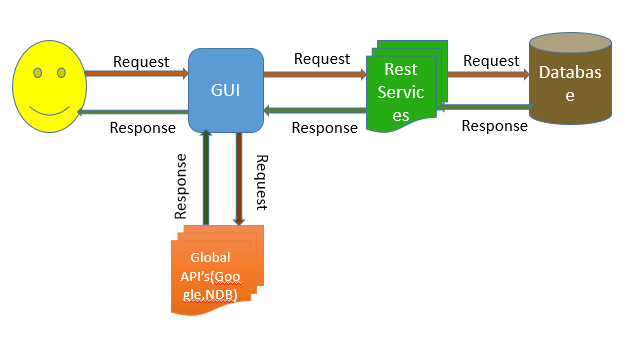 Request
Request
Request
GUI
Rest
Servic
es
Databas
e
Response
Response
Response
Response
Request
Global
API's(Goo
gle,NDB)